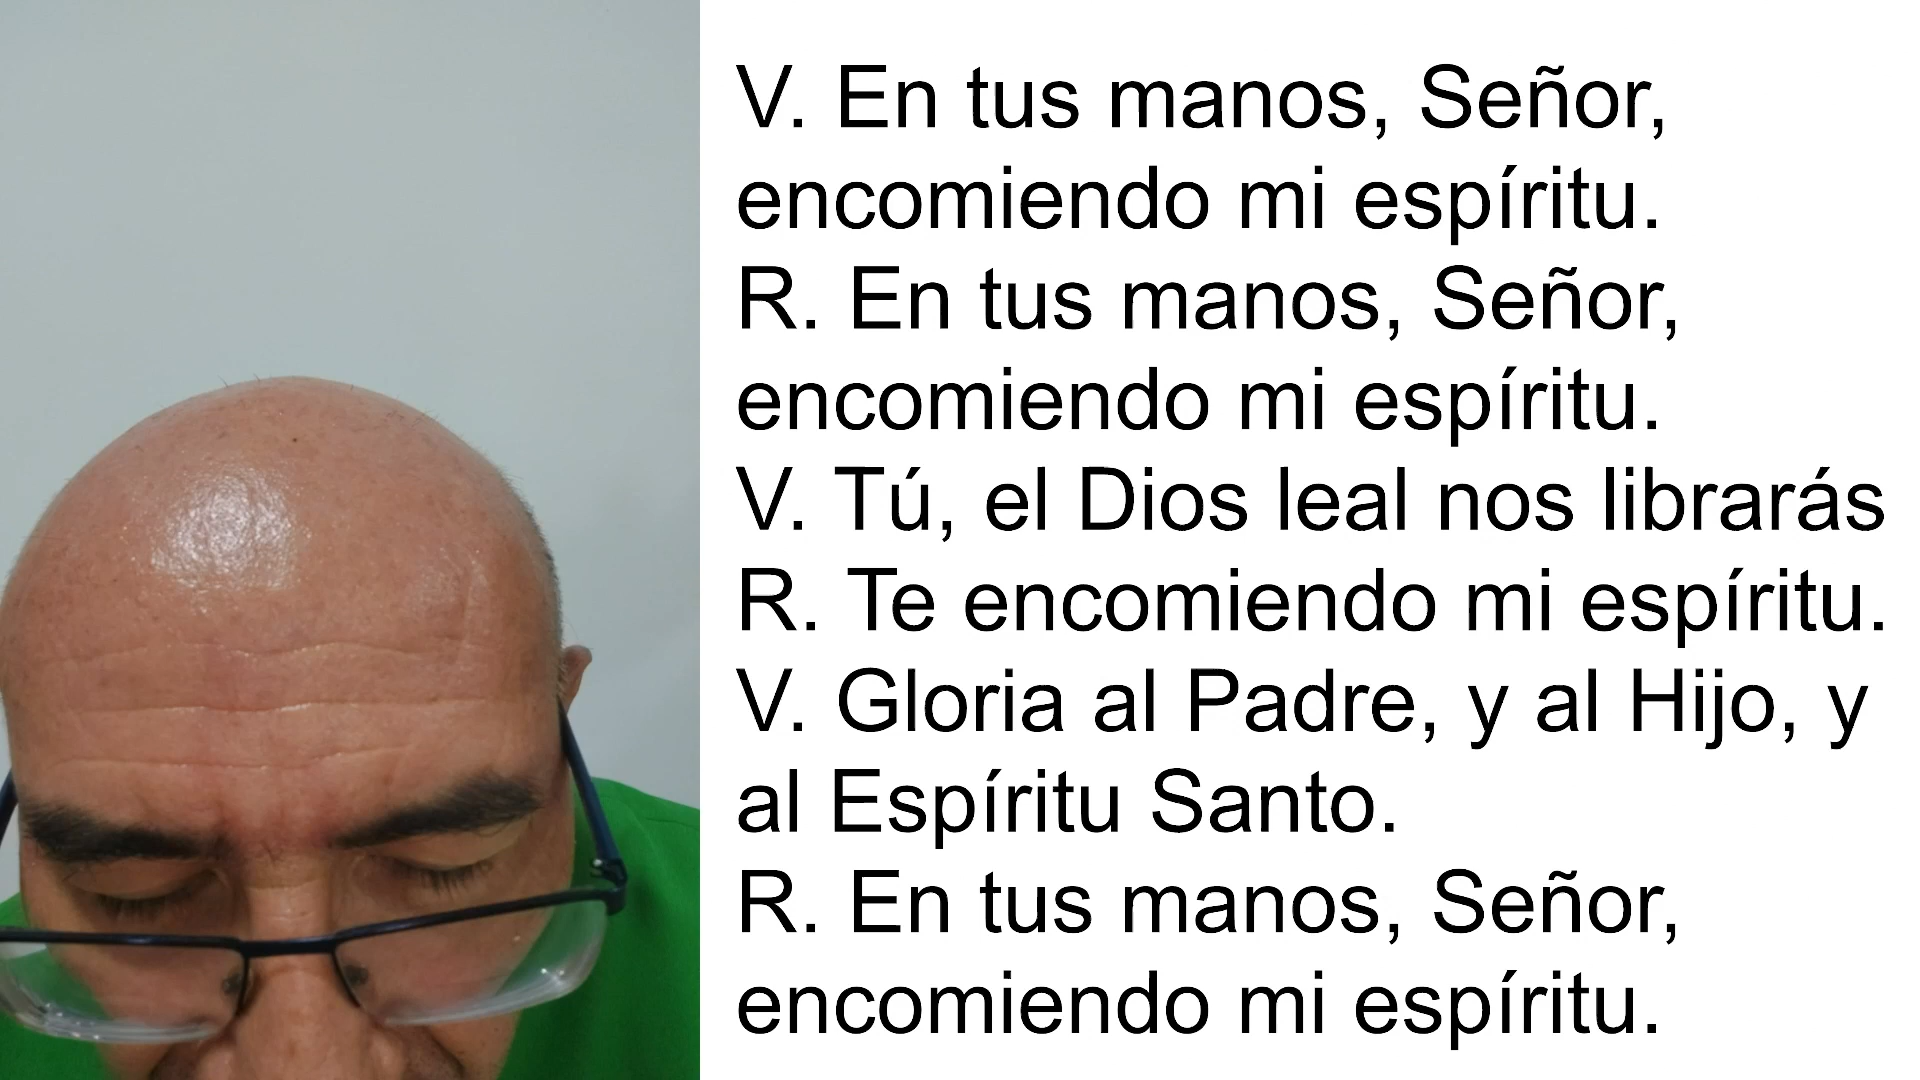 V. En tus manos, Señor,
encomiendo mi espíritu.
R. En tus manos, Señor,
encomiendo mi espíritu.
V. Tú, el Dios leal nos librarás
R. Te encomiendo mi espíritu.
V. Gloria al Padre, y al Hijo, y
al Espíritu Santo.
R. En tus manos, Señor,
encomiendo mi espíritu.